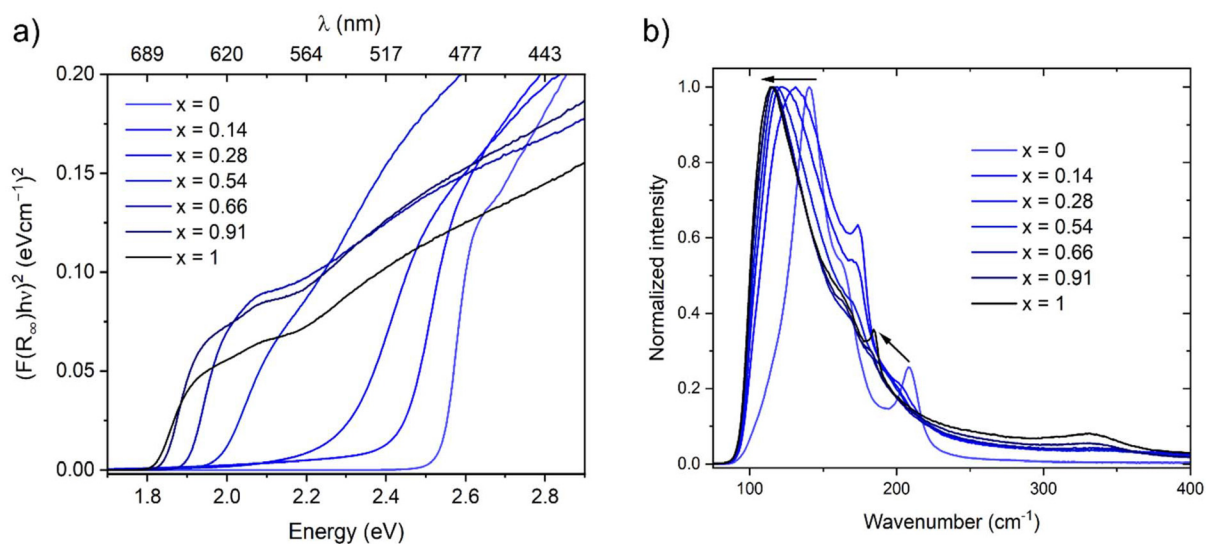 a)
λ (nm)
689 620 564 517 477 443
0.20
0.15
0.10
0.05
0.00
(F(R∞)hν)² (eVcm⁻¹)²
x = 0
x = 0.14
x = 0.28
x = 0.54
x = 0.66
x = 0.91
x = 1
1.8 2.0 2.2 2.4 2.6 2.8
Energy (eV)
b)
1.0
0.8
0.6
0.4
0.2
0.0
Normalized intensity
x = 0
x = 0.14
x = 0.28
x = 0.54
x = 0.66
x = 0.91
x = 1
100 200 300 400
Wavenumber (cm⁻¹)